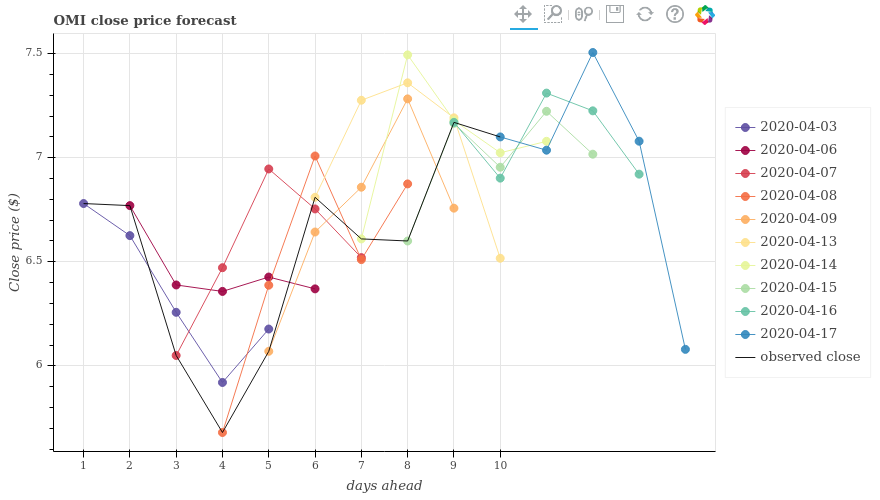 OMI close price forecast
7.5
7
6.5
6
Close price ($)
1 2 3 4 5 6 7 8 9 10
days ahead
2020-04-03
2020-04-06
2020-04-07
2020-04-08
2020-04-09
2020-04-13
2020-04-14
2020-04-15
2020-04-16
2020-04-17
observed close